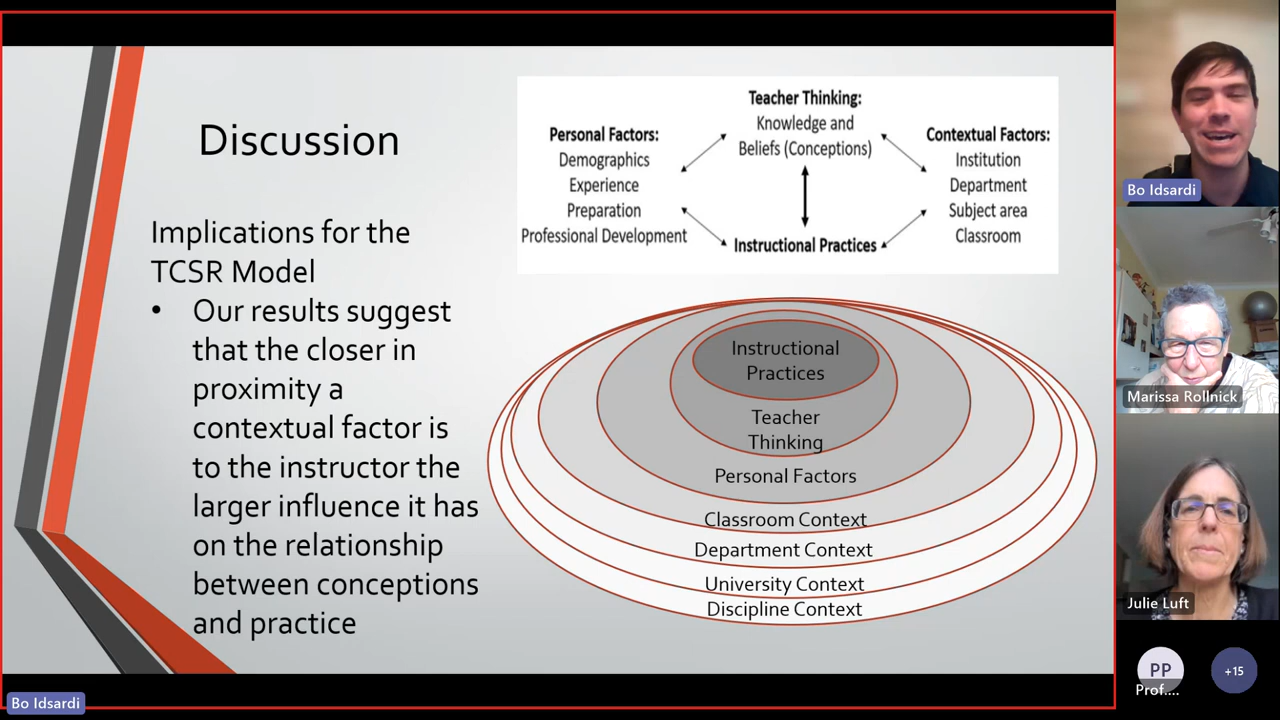 Discussion
Implications for the
TCSR Model
• Our results suggest
that the closer in
proximity a
contextual factor is
to the instructor the
larger influence it has
on the relationship
between conceptions
and practice
Teacher Thinking:
Knowledge and
Beliefs (Conceptions)
Personal Factors:
Demographics
Experience
Preparation
Professional Development
Contextual Factors:
Institution
Department
Subject area
Classroom
Instructional Practices
Instructional
Practices
Teacher
Thinking
Personal Factors
Classroom Context
Department Context
University Context
Discipline Context
Bo Idsardi
Marissa Rollnick
Julie Luft
PP
Prof....
+15
Bo Idsardi